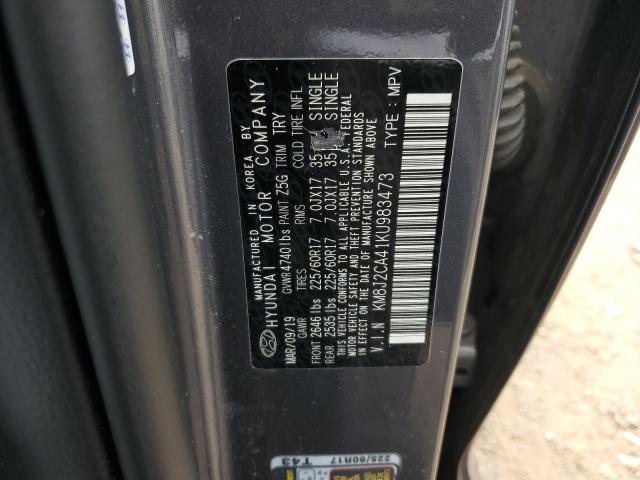 MANUFACTURED IN KOREA BY
HYUNDAI MOTOR COMPANY
MAR/09/19 GVWR 4740lbs PAINT Z5G TRIM TRY
GAWR TIRES RIMS COLD TIRE INFL
FRONT 2646 lbs 225/60R17 7.0JX17 35 SINGLE
REAR 2535 lbs 225/60R17 7.0JX17 35 SINGLE
THIS VEHICLE CONFORMS TO ALL APPLICABLE U.S.A. FEDERAL
MOTOR VEHICLE SAFETY AND THEFT PREVENTION STANDARDS
IN EFFECT ON THE DATE OF MANUFACTURE SHOWN ABOVE
V.I.N KM8J2CA41KU983473 TYPE : MPV
225/60R17
T43